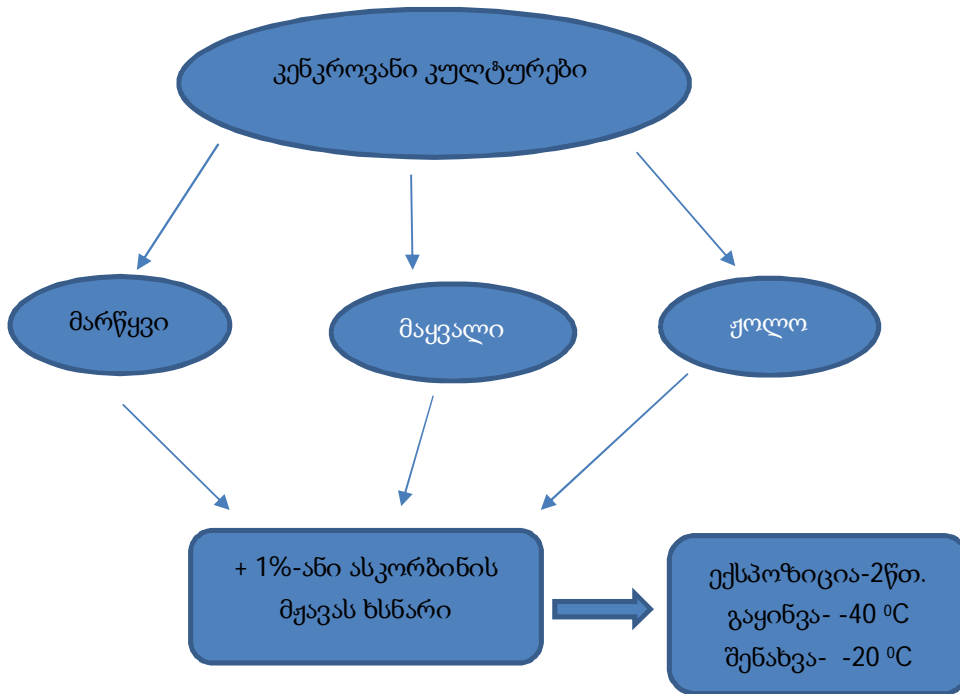 კენკროვანი კულტურები
მარწყვი
მაყვალი
ჟოლო
+ 1%-ანი ასკორბინის
მჟავას ხსნარი
ექსპოზიცია-2წთ.
გაყინვა- -40 ⁰C
შენახვა-  -20 ⁰C